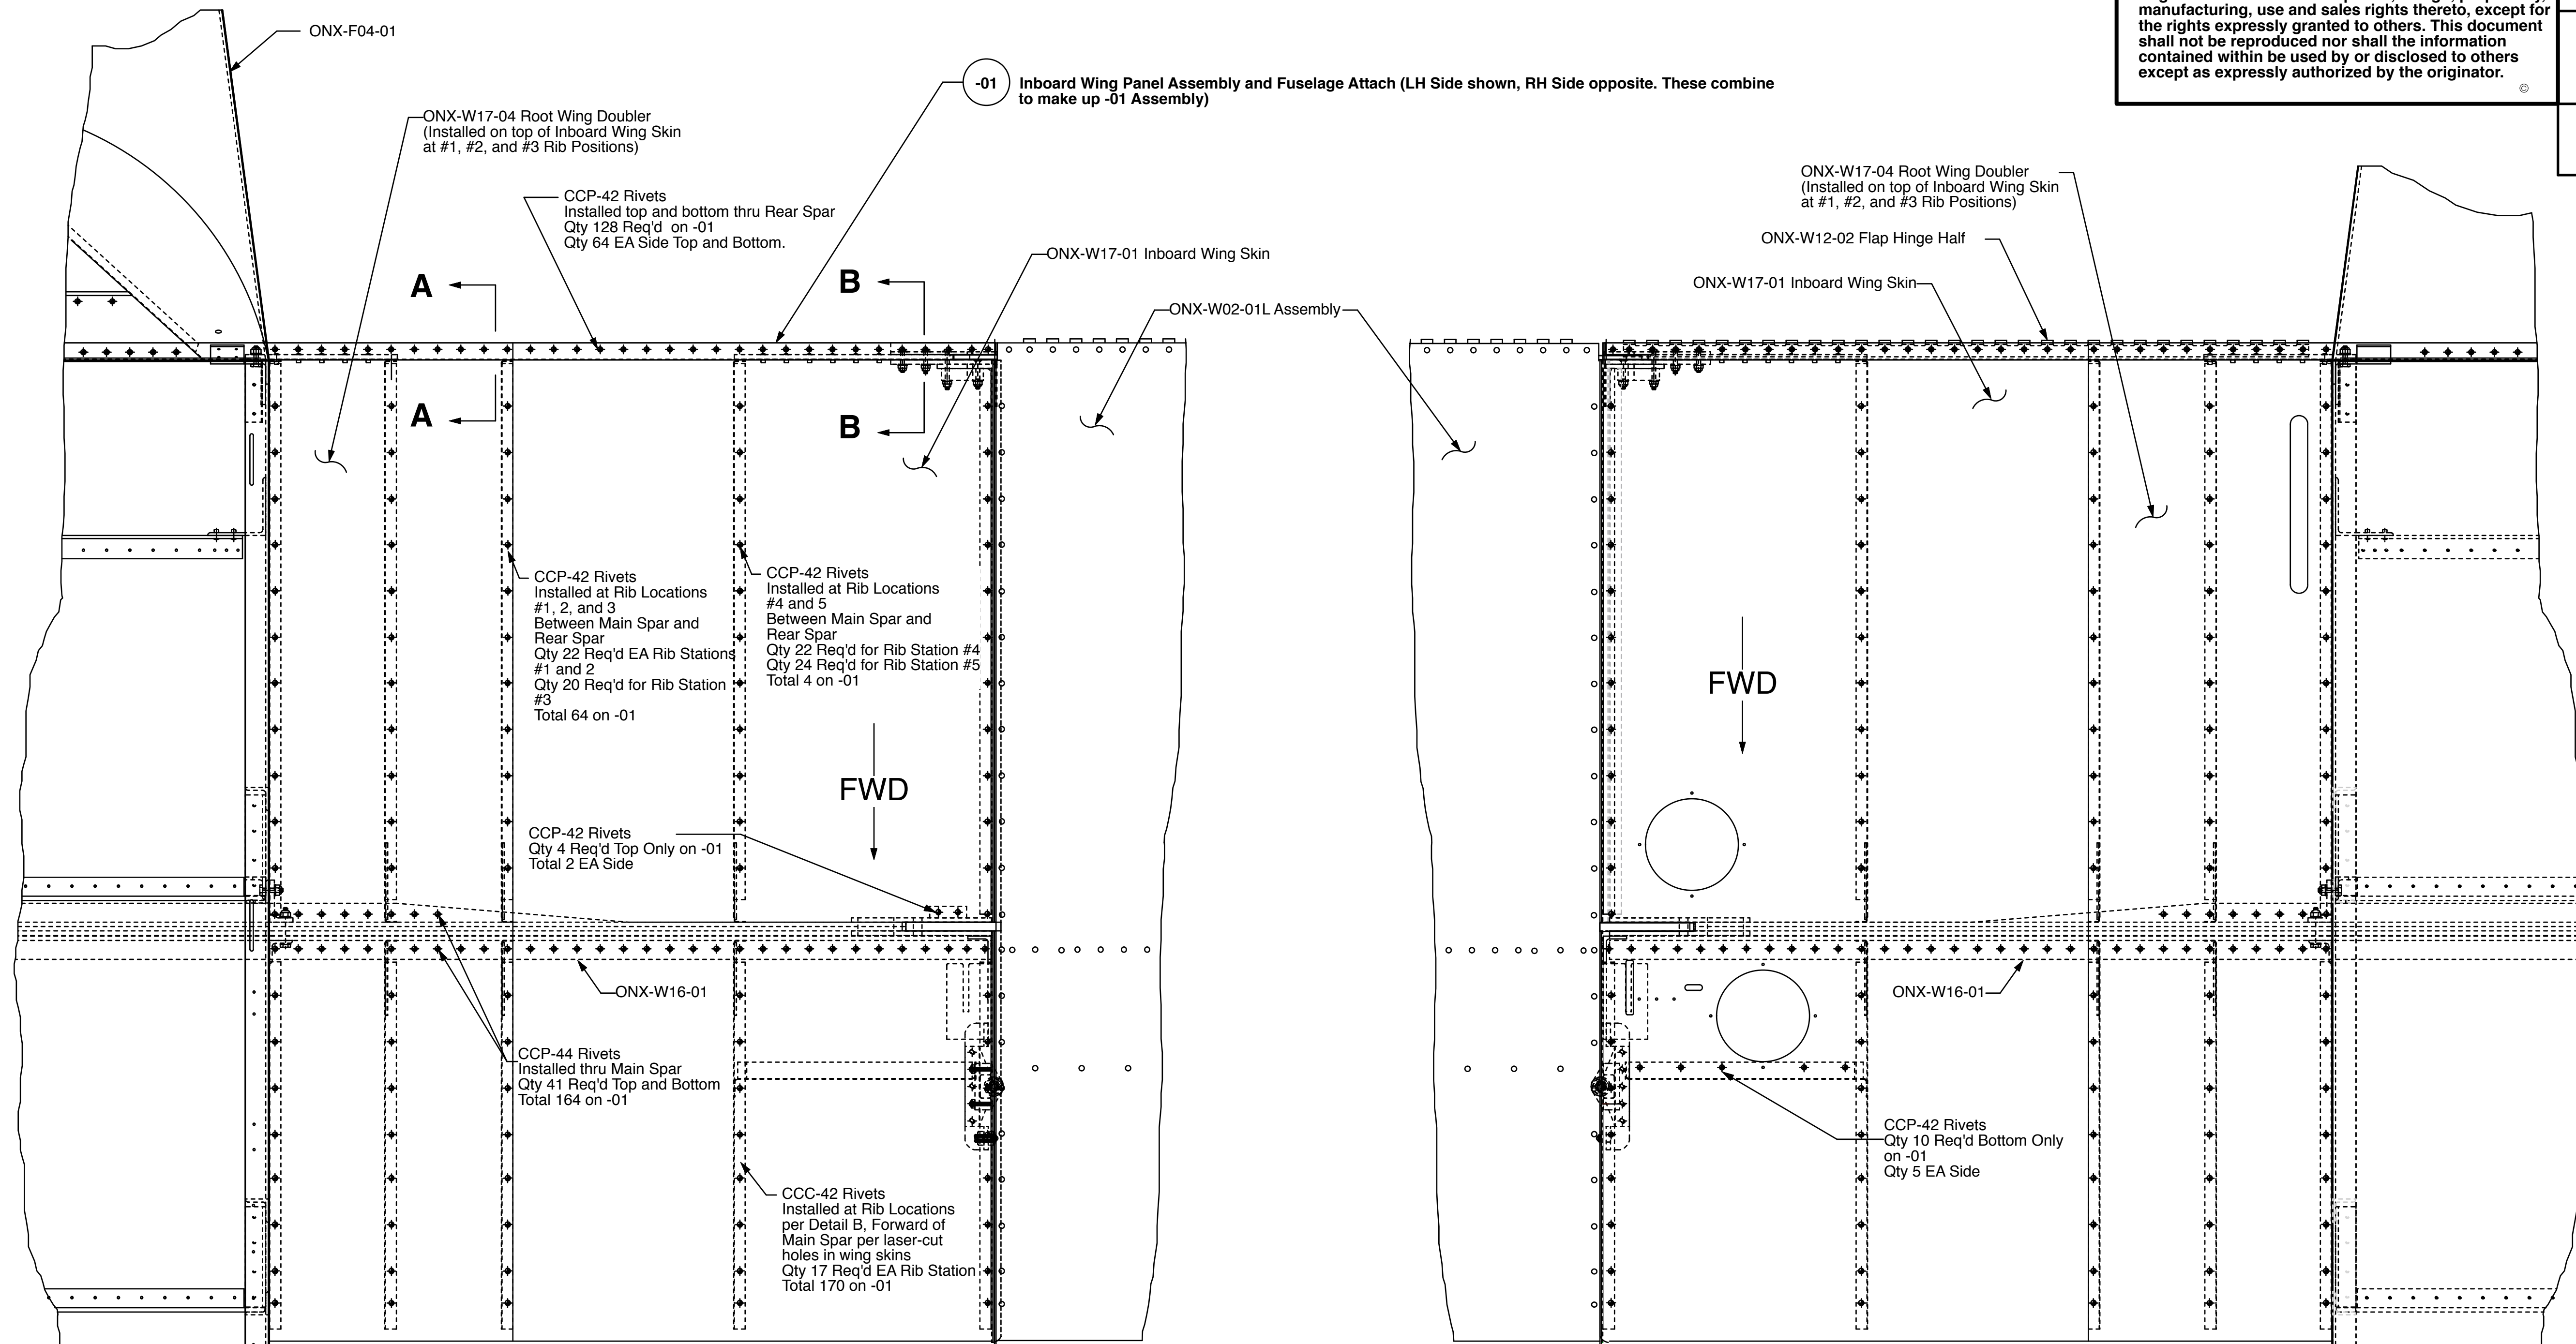 manufacturing, use and sales rights thereto, except for
the rights expressly granted to others. This document
shall not be reproduced nor shall the information
contained within be used by or disclosed to others
except as expressly authorized by the originator.
©
ONX-F04-01
-01
Inboard Wing Panel Assembly and Fuselage Attach (LH Side shown, RH Side opposite. These combine
to make up -01 Assembly)
ONX-W17-04 Root Wing Doubler
(Installed on top of Inboard Wing Skin
at #1, #2, and #3 Rib Positions)
CCP-42 Rivets
Installed top and bottom thru Rear Spar
Qty 128 Req'd on -01
Qty 64 EA Side Top and Bottom.
ONX-W17-01 Inboard Wing Skin
ONX-W02-01L Assembly
ONX-W17-04 Root Wing Doubler
(Installed on top of Inboard Wing Skin
at #1, #2, and #3 Rib Positions)
ONX-W12-02 Flap Hinge Half
ONX-W17-01 Inboard Wing Skin
A
B
A
B
CCP-42 Rivets
Installed at Rib Locations
#1, 2, and 3
Between Main Spar and
Rear Spar
Qty 22 Req'd EA Rib Stations
#1 and 2
Qty 20 Req'd for Rib Station
#3
Total 64 on -01
CCP-42 Rivets
Installed at Rib Locations
#4 and 5
Between Main Spar and
Rear Spar
Qty 22 Req'd for Rib Station #4
Qty 24 Req'd for Rib Station #5
Total 4 on -01
FWD
FWD
CCP-42 Rivets
Qty 4 Req'd Top Only on -01
Total 2 EA Side
ONX-W16-01
ONX-W16-01
CCP-44 Rivets
Installed thru Main Spar
Qty 41 Req'd Top and Bottom
Total 164 on -01
CCP-42 Rivets
Qty 10 Req'd Bottom Only
on -01
Qty 5 EA Side
CCC-42 Rivets
Installed at Rib Locations
per Detail B, Forward of
Main Spar per laser-cut
holes in wing skins
Qty 17 Req'd EA Rib Station
Total 170 on -01